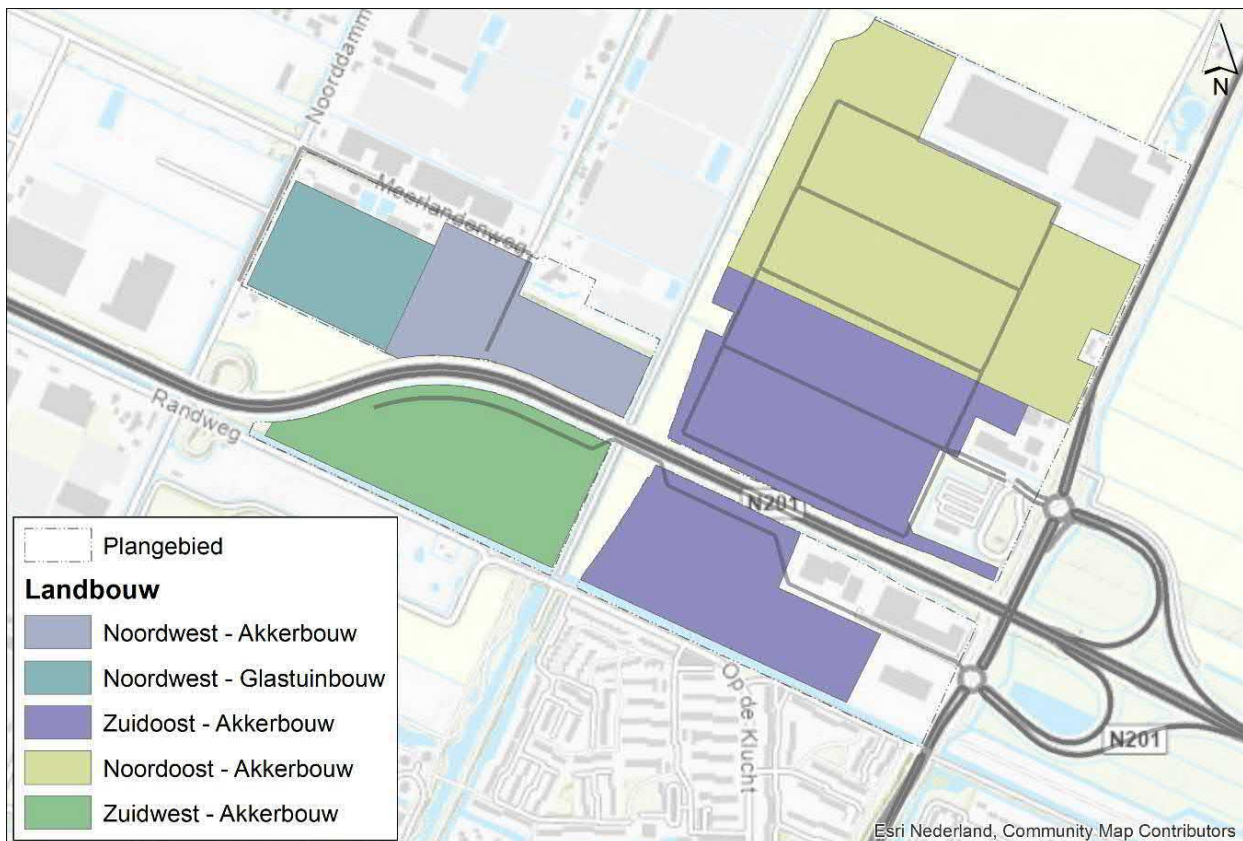 Noorddamm
N
Meerlandenweg
Randweg
N201
Op de Klucht
N201
Plangebied
Landbouw
Noordwest - Akkerbouw
Noordwest - Glastuinbouw
Zuidoost - Akkerbouw
Noordoost - Akkerbouw
Zuidwest - Akkerbouw
Esri Nederland, Community Map Contributors